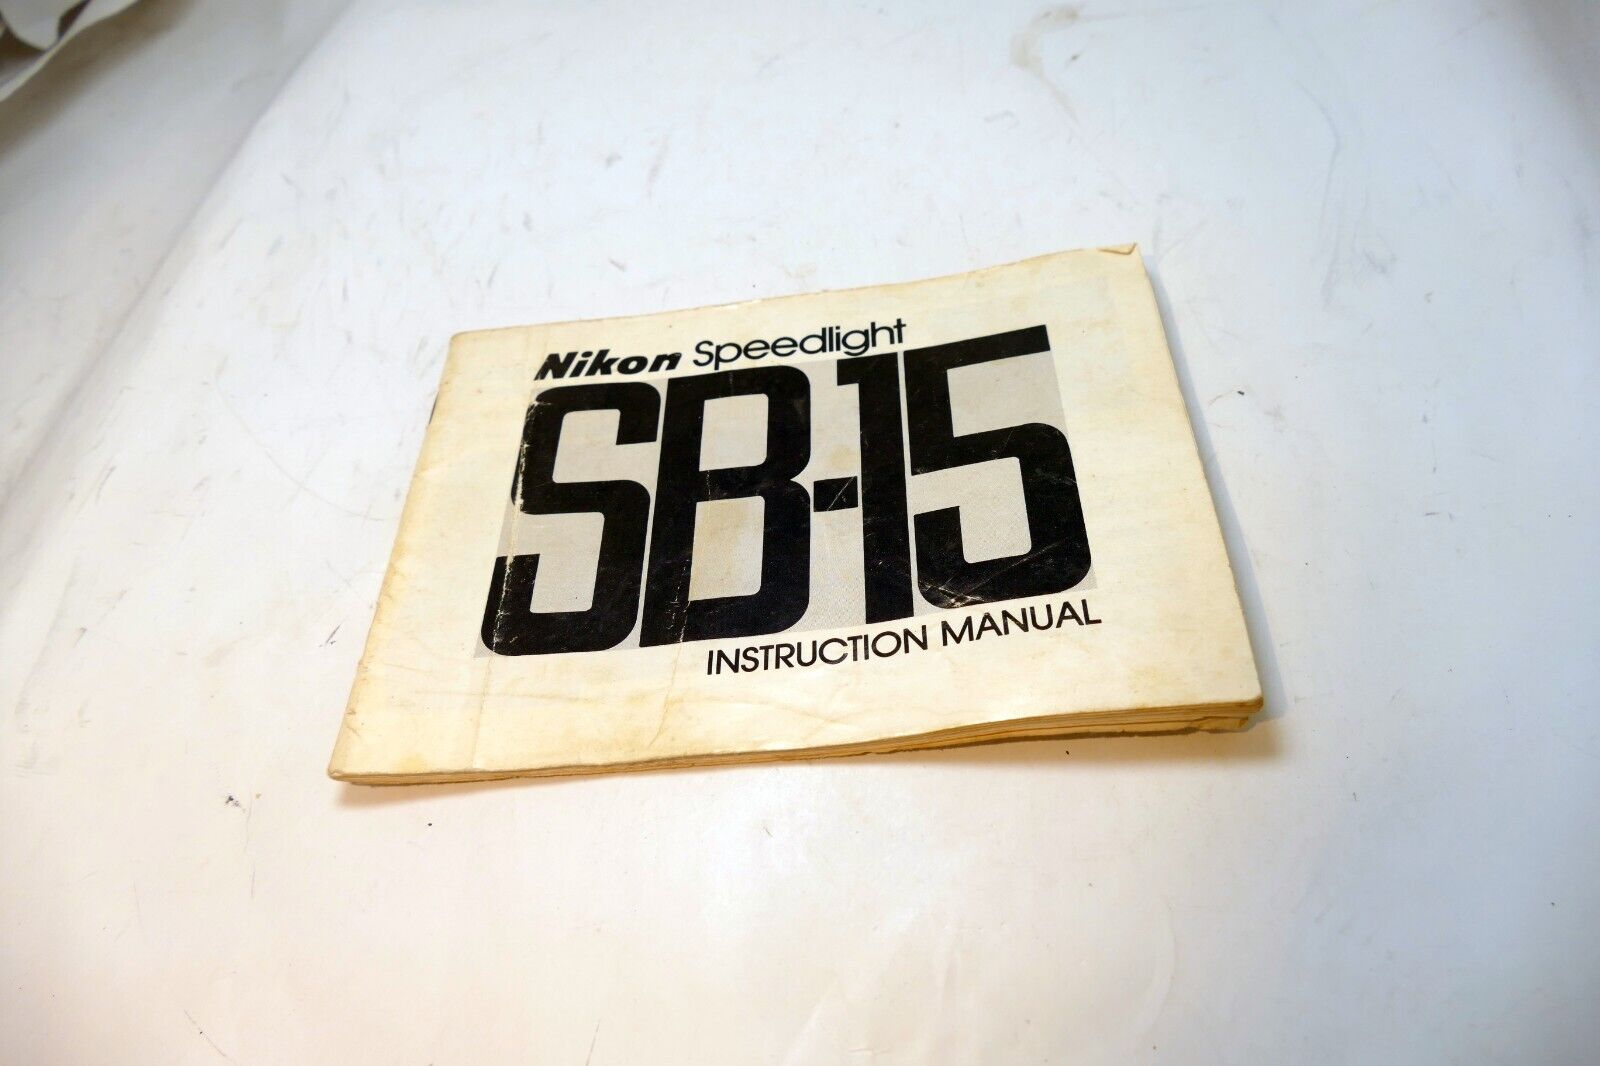 Nikon Speedlight
SB-15
INSTRUCTION MANUAL